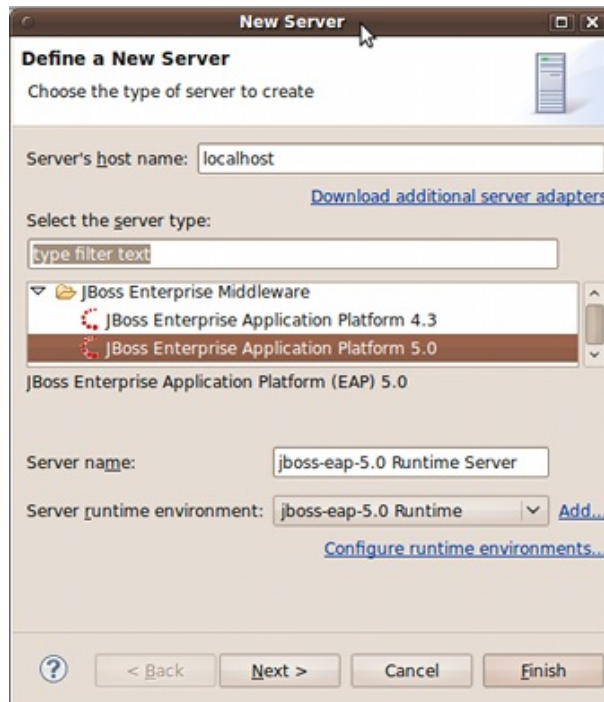 New Server
Define a New Server
Choose the type of server to create
Server's host name: localhost
Download additional server adapters
Select the server type:
type filter text
JBoss Enterprise Middleware
JBoss Enterprise Application Platform 4.3
JBoss Enterprise Application Platform 5.0
JBoss Enterprise Application Platform (EAP) 5.0
Server name: jboss-eap-5.0 Runtime Server
Server runtime environment: jboss-eap-5.0 Runtime Add...
Configure runtime environments...
? < Back Next > Cancel Finish